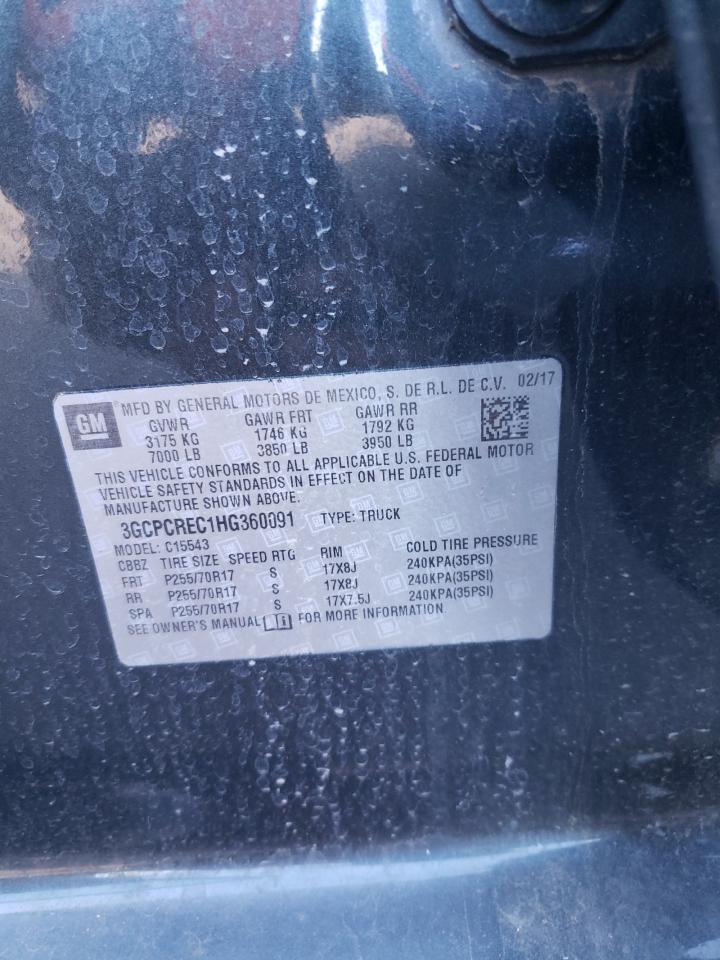 GM MFD BY GENERAL MOTORS DE MEXICO, S. DE R.L. DE C.V. 02/17
GVWR GAWR FRT GAWR RR
3175 KG 1746 KG 1792 KG
7000 LB 3850 LB 3950 LB
THIS VEHICLE CONFORMS TO ALL APPLICABLE U.S. FEDERAL MOTOR
VEHICLE SAFETY STANDARDS IN EFFECT ON THE DATE OF
MANUFACTURE SHOWN ABOVE.
3GCPCREC1HG360091 TYPE: TRUCK
MODEL: C15543
CBBZ TIRE SIZE SPEED RTG RIM COLD TIRE PRESSURE
FRT P255/70R17 S 17X8J 240KPA(35PSI)
RR P255/70R17 S 17X8J 240KPA(35PSI)
SPA P255/70R17 S 17X7.5J 240KPA(35PSI)
SEE OWNER'S MANUAL i FOR MORE INFORMATION.